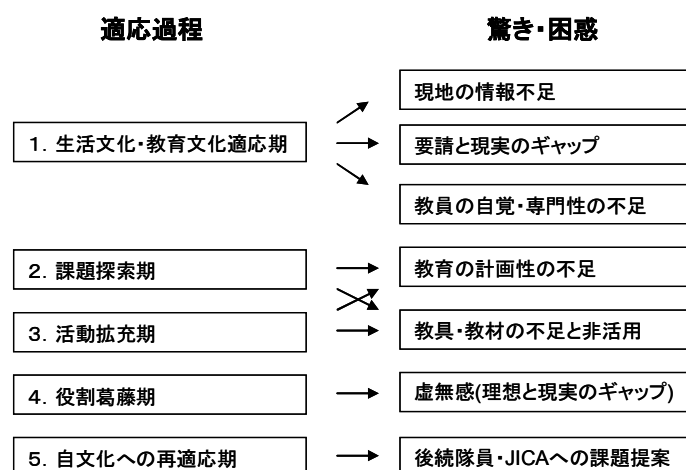 適応過程
驚き・困惑
現地の情報不足
1. 生活文化・教育文化適応期
要請と現実のギャップ
教員の自覚・専門性の不足
2. 課題探索期
教育の計画性の不足
3. 活動拡充期
教具・教材の不足と非活用
4. 役割葛藤期
虚無感(理想と現実のギャップ)
5. 自文化への再適応期
後続隊員・JICAへの課題提案